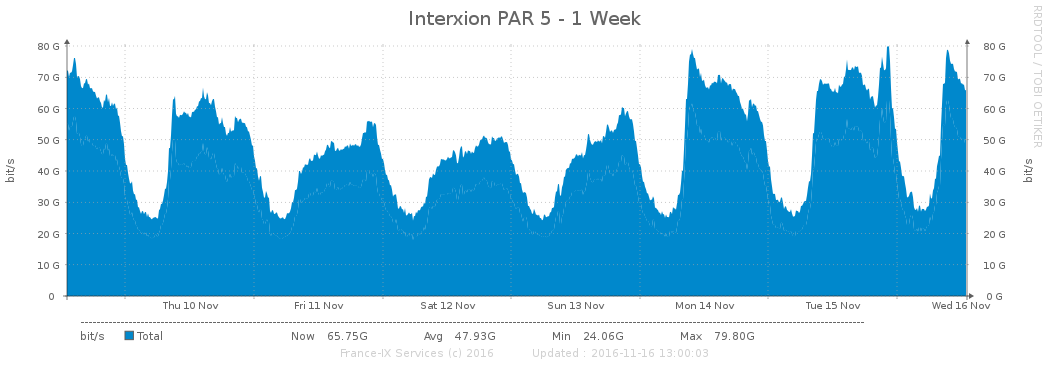 Interxion PAR 5 - 1 Week
RRDTOOL / TOBI OETIKER
bit/s
80 G
70 G
60 G
50 G
40 G
30 G
20 G
10 G
0
80 G
70 G
60 G
50 G
40 G
30 G
20 G
10 G
0 G
bit/s
Thu 10 Nov Fri 11 Nov Sat 12 Nov Sun 13 Nov Mon 14 Nov Tue 15 Nov Wed 16 Nov
bit/s Total Now 65.75G Avg 47.93G Min 24.06G Max 79.80G
France-IX Services (c) 2016 Updated : 2016-11-16 13:00:03